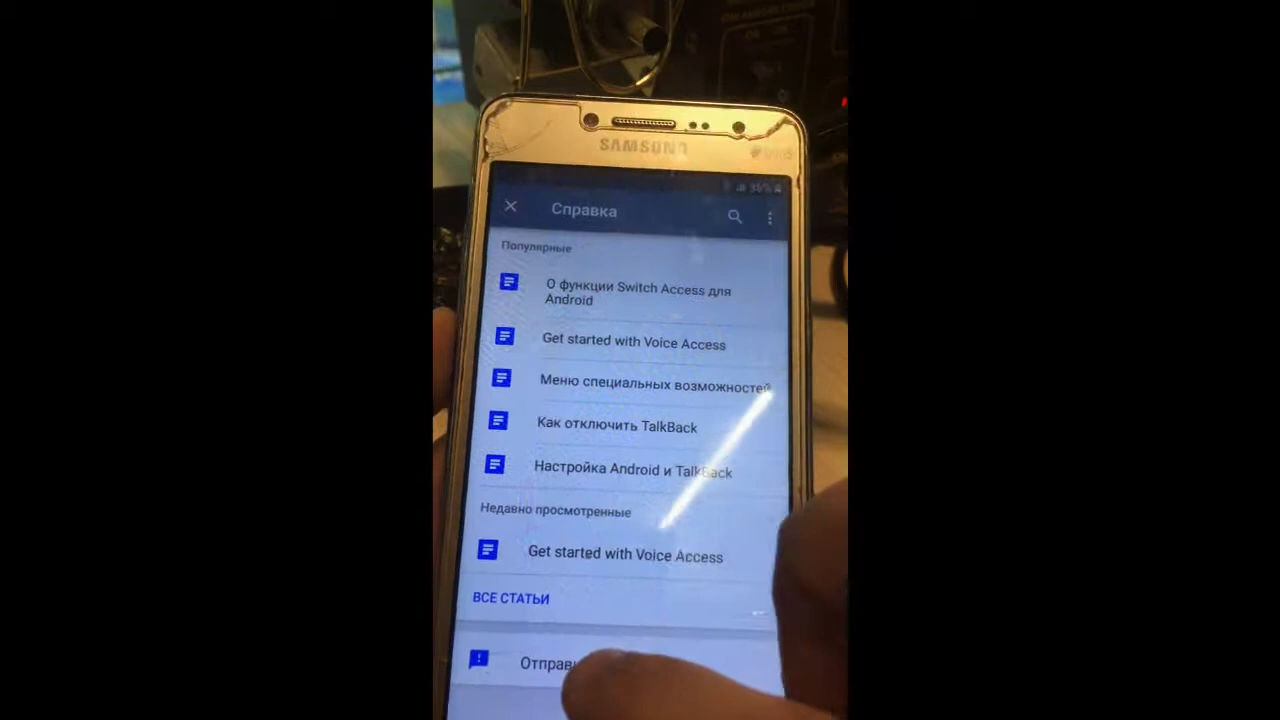 SAMSUNG
36%
Справка
Популярные
О функции Switch Access для
Android
Get started with Voice Access
Меню специальных возможностей
Как отключить TalkBack
Настройка Android и TalkBack
Недавно просмотренные
Get started with Voice Access
ВСЕ СТАТЬИ